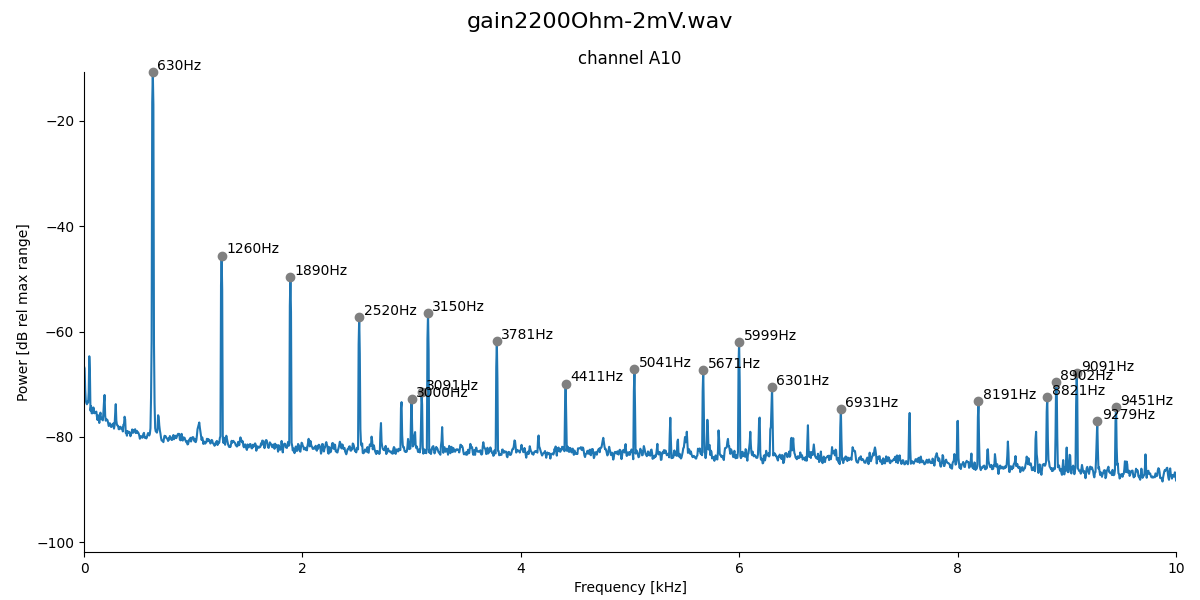 gain2200Ohm-2mV.wav
channel A10
630Hz
1260Hz
1890Hz
2520Hz
3000Hz
3091Hz
3150Hz
3781Hz
4411Hz
5041Hz
5671Hz
5999Hz
6301Hz
6931Hz
8191Hz
8821Hz
8902Hz
9091Hz
9279Hz
9451Hz
Power [dB rel max range]
−20
−40
−60
−80
−100
0
2
4
6
8
10
Frequency [kHz]